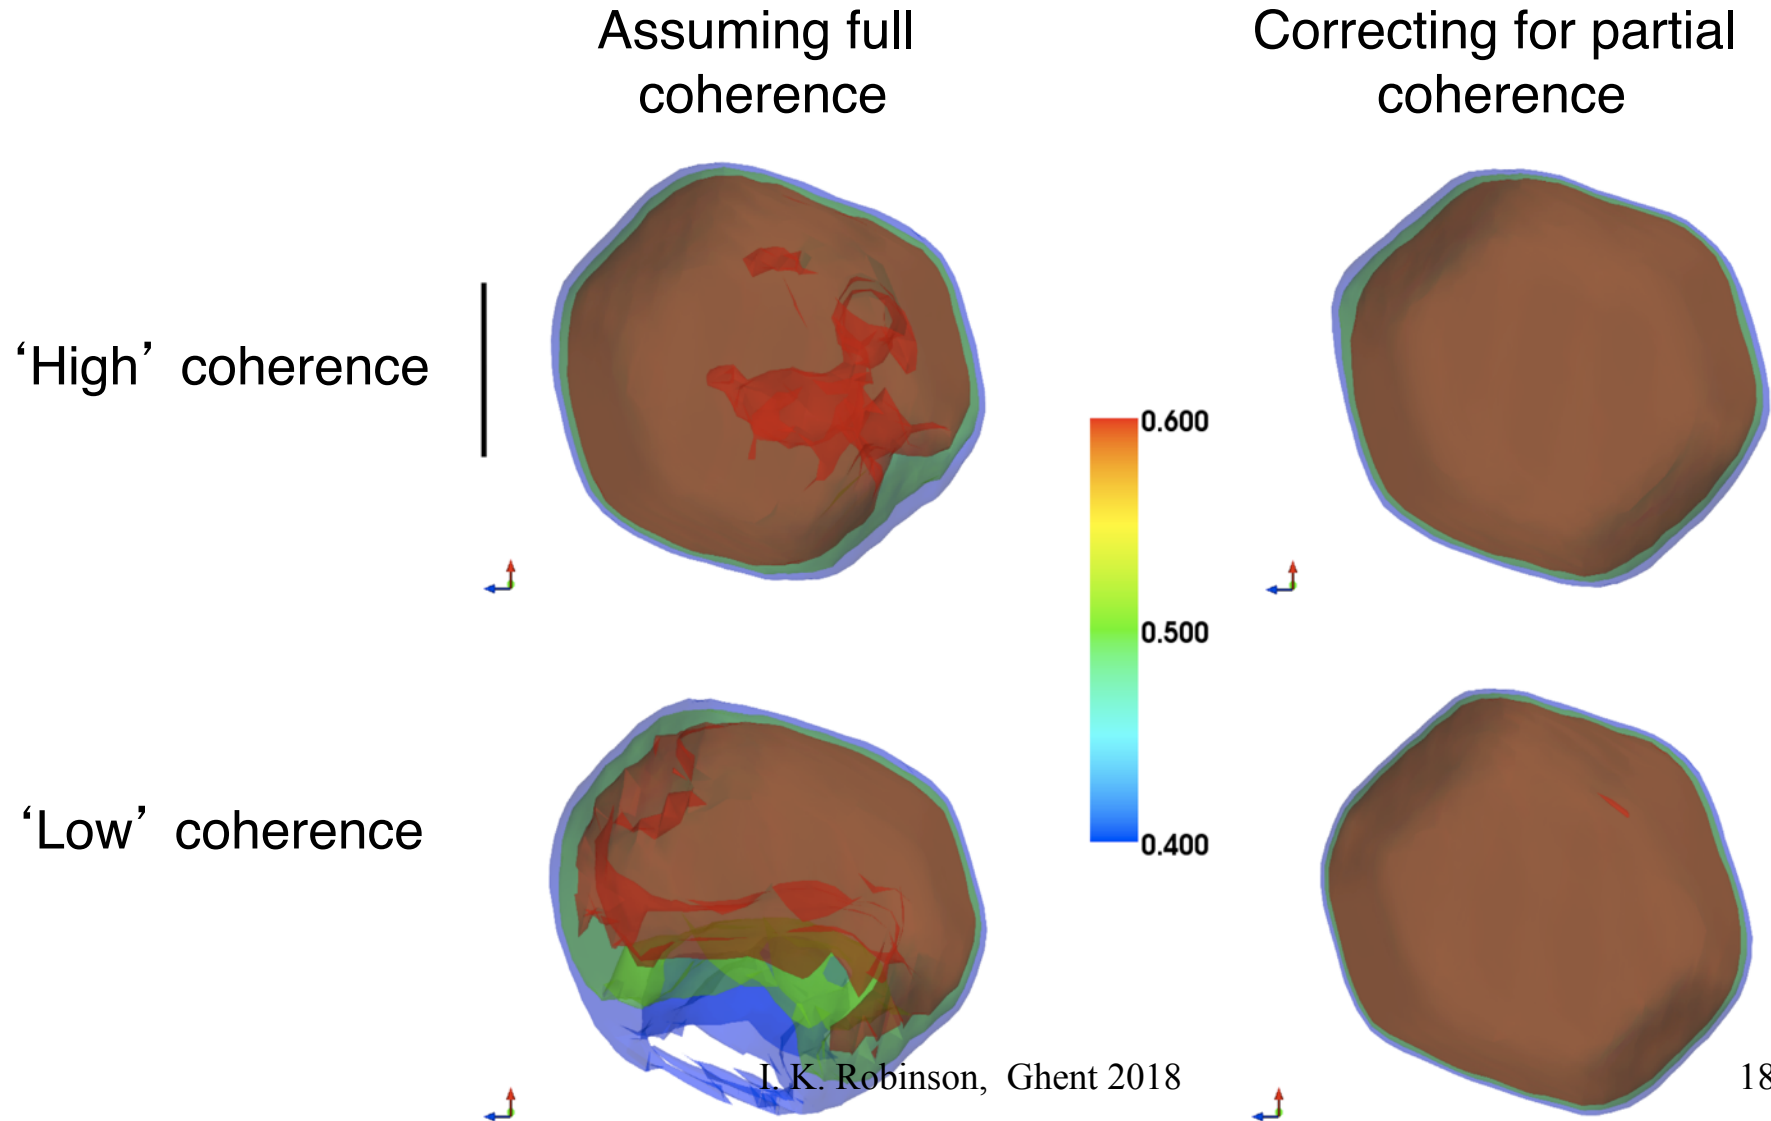 Assuming full
coherence
Correcting for partial
coherence
‘High’ coherence
0.600
0.500
0.400
‘Low’ coherence
I. K. Robinson, Ghent 2018
18